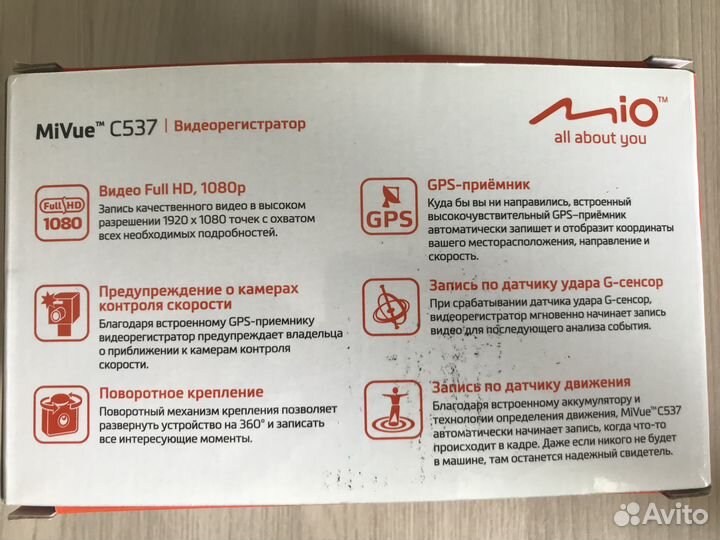 MiVue™ C537 | Видеорегистратор
Mio™
all about you
Full HD
1080
Видео Full HD, 1080p
Запись качественного видео в высоком
разрешении 1920 x 1080 точек с охватом
всех необходимых подробностей.
Предупреждение о камерах
контроля скорости
Благодаря встроенному GPS-приемнику
видеорегистратор предупреждает владельца
о приближении к камерам контроля
скорости.
Поворотное крепление
Поворотный механизм крепления позволяет
развернуть устройство на 360° и записать
все интересующие моменты.
GPS
GPS-приёмник
Куда бы вы ни направились, встроенный
высокочувствительный GPS-приёмник
автоматически запишет и отобразит координаты
вашего месторасположения, направление и
скорость.
Запись по датчику удара G-сенсор
При срабатывании датчика удара G-сенсор,
видеорегистратор мгновенно начинает запись
видео для последующего анализа события.
Запись по датчику движения
Благодаря встроенному аккумулятору и
технологии определения движения, MiVue™C537
автоматически начинает запись, когда что-то
происходит в кадре. Даже если никого не будет
в машине, там останется надежный свидетель.
Avito